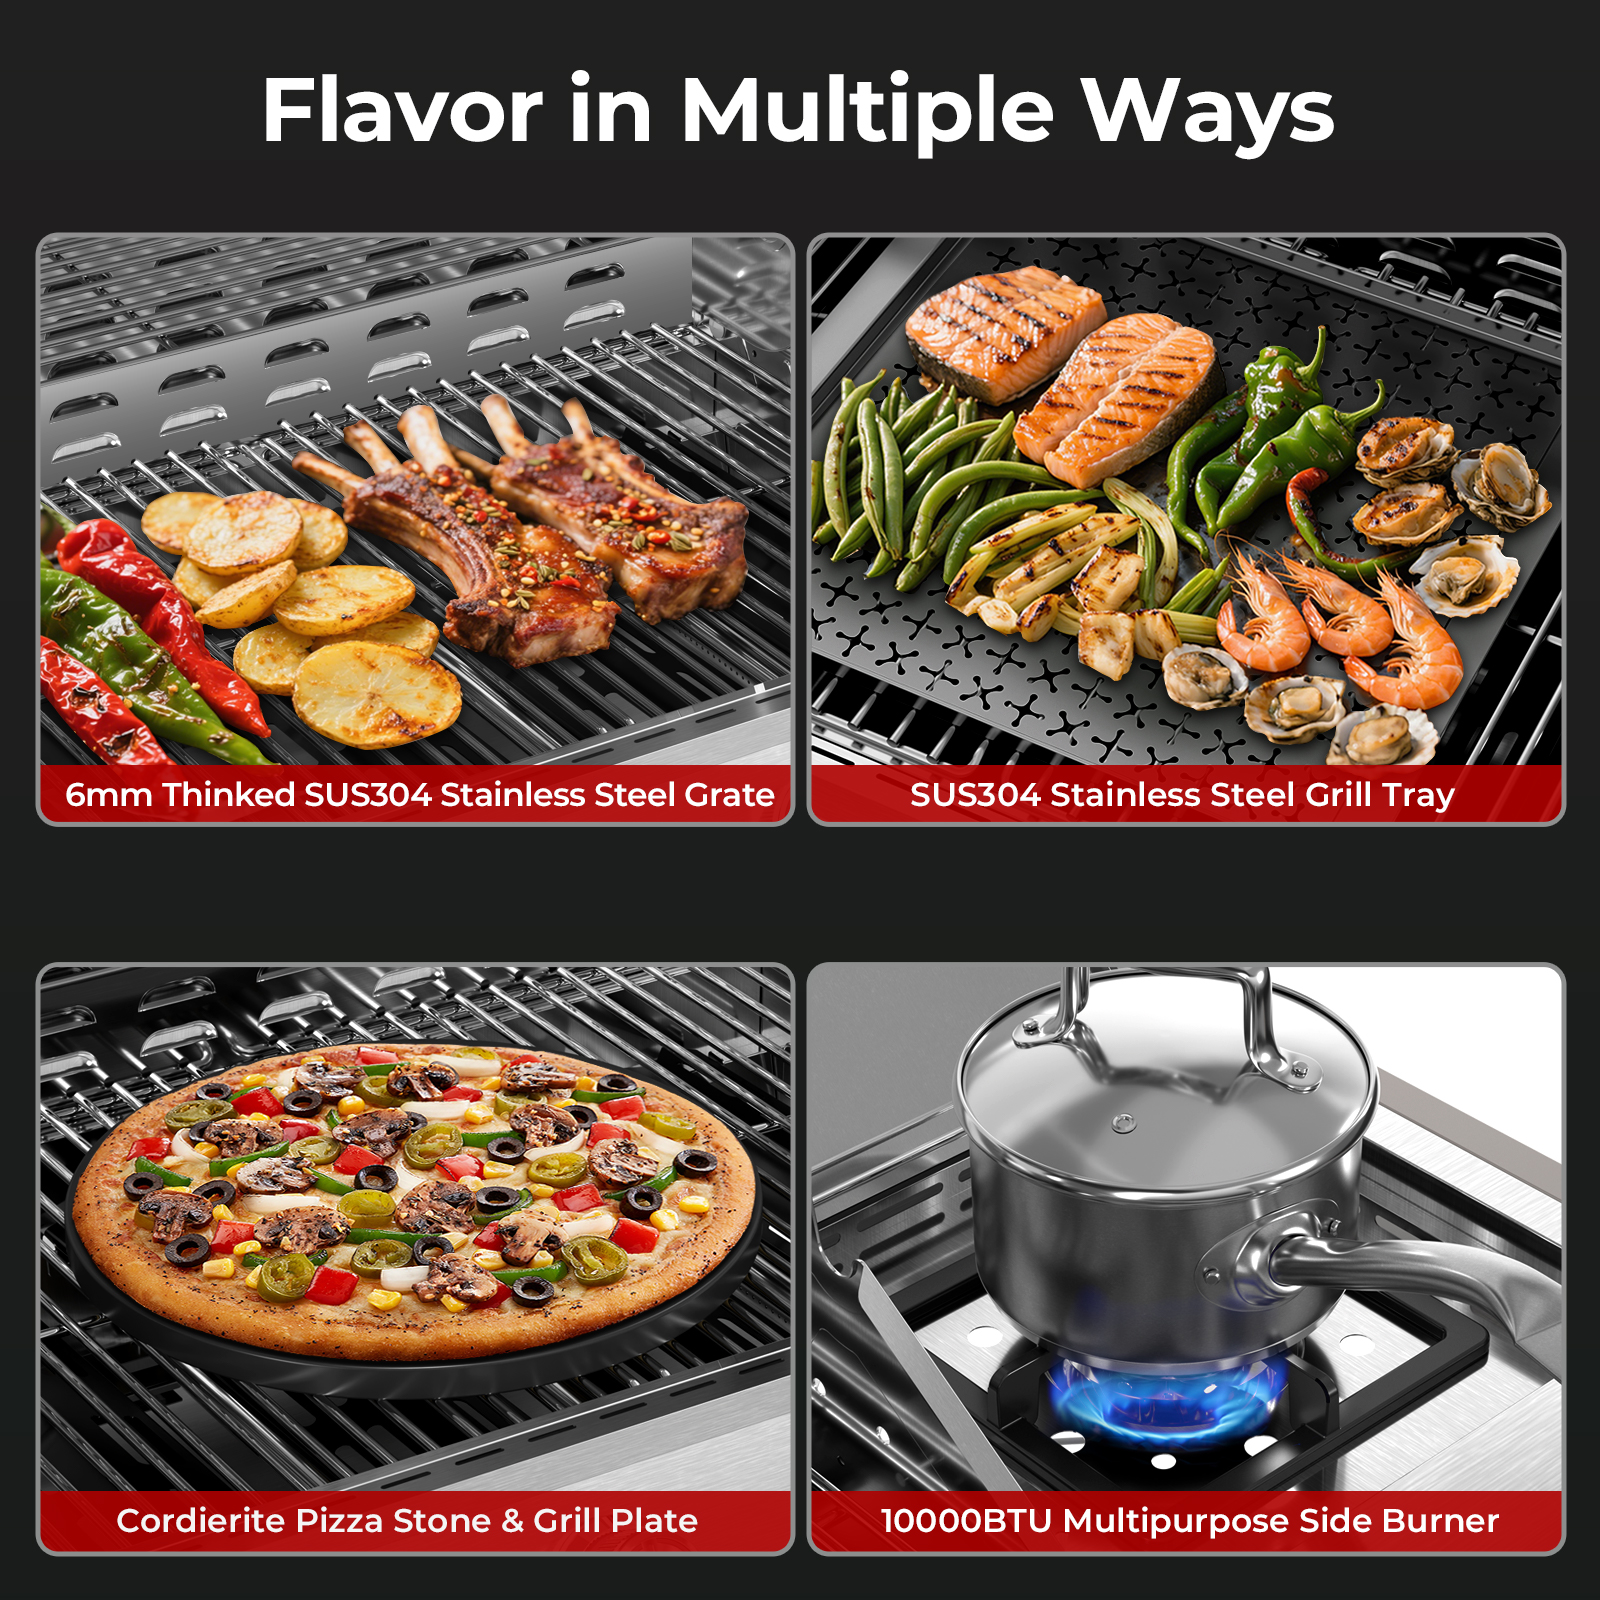 Flavor in Multiple Ways
6mm Thinked SUS304 Stainless Steel Grate
SUS304 Stainless Steel Grill Tray
Cordierite Pizza Stone & Grill Plate
10000BTU Multipurpose Side Burner